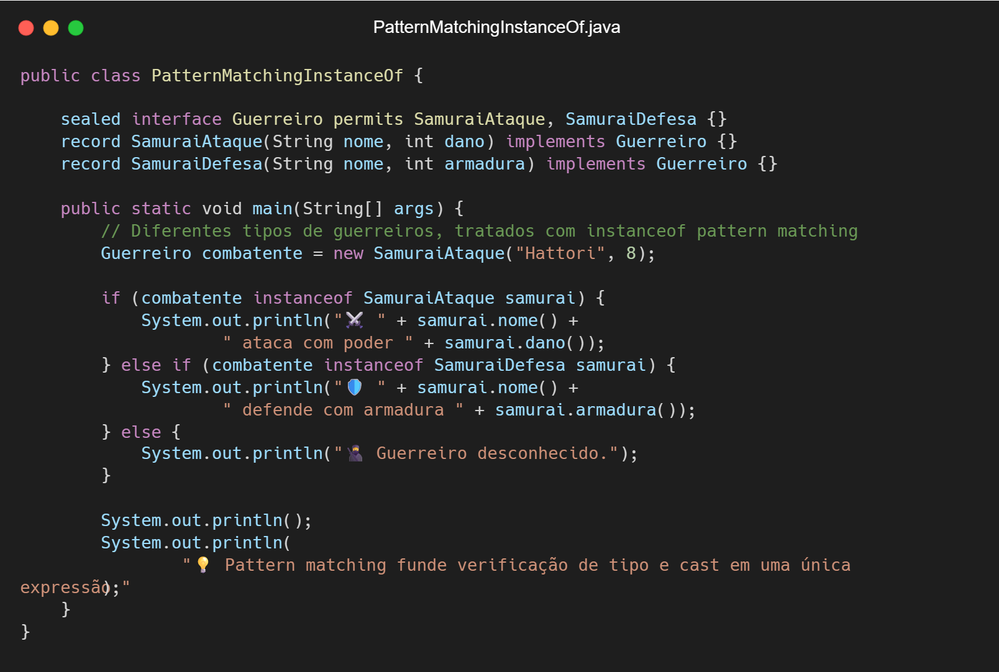 PatternMatchingInstanceOf.java
public class PatternMatchingInstanceOf {
    sealed interface Guerreiro permits SamuraiAtaque, SamuraiDefesa {}
    record SamuraiAtaque(String nome, int dano) implements Guerreiro {}
    record SamuraiDefesa(String nome, int armadura) implements Guerreiro {}
    public static void main(String[] args) {
        // Diferentes tipos de guerreiros, tratados com instanceof pattern matching
        Guerreiro combatente = new SamuraiAtaque("Hattori", 8);
        if (combatente instanceof SamuraiAtaque samurai) {
            System.out.println("⚔️ " + samurai.nome() +
                    " ataca com poder " + samurai.dano());
        } else if (combatente instanceof SamuraiDefesa samurai) {
            System.out.println("🛡️ " + samurai.nome() +
                    " defende com armadura " + samurai.armadura());
        } else {
            System.out.println("🥷 Guerreiro desconhecido.");
        }
        System.out.println();
        System.out.println(
                "💡 Pattern matching funde verificação de tipo e cast em uma única
expressão);"
    }
}